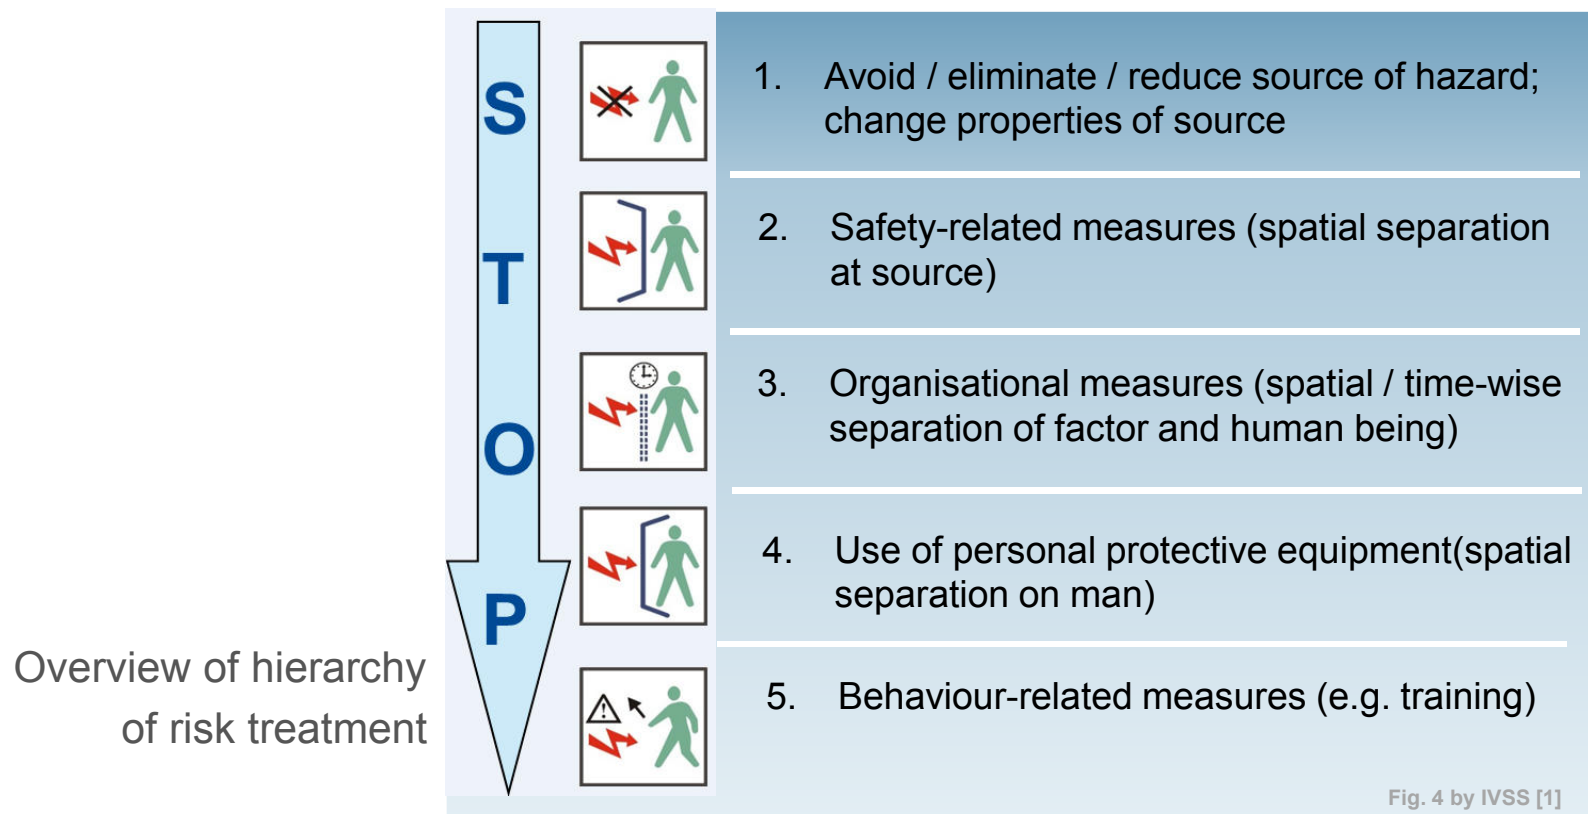 S
T
O
P
1. Avoid / eliminate / reduce source of hazard;
change properties of source
2. Safety-related measures (spatial separation
at source)
3. Organisational measures (spatial / time-wise
separation of factor and human being)
4. Use of personal protective equipment(spatial
separation on man)
5. Behaviour-related measures (e.g. training)
Overview of hierarchy
of risk treatment
Fig. 4 by IVSS [1]